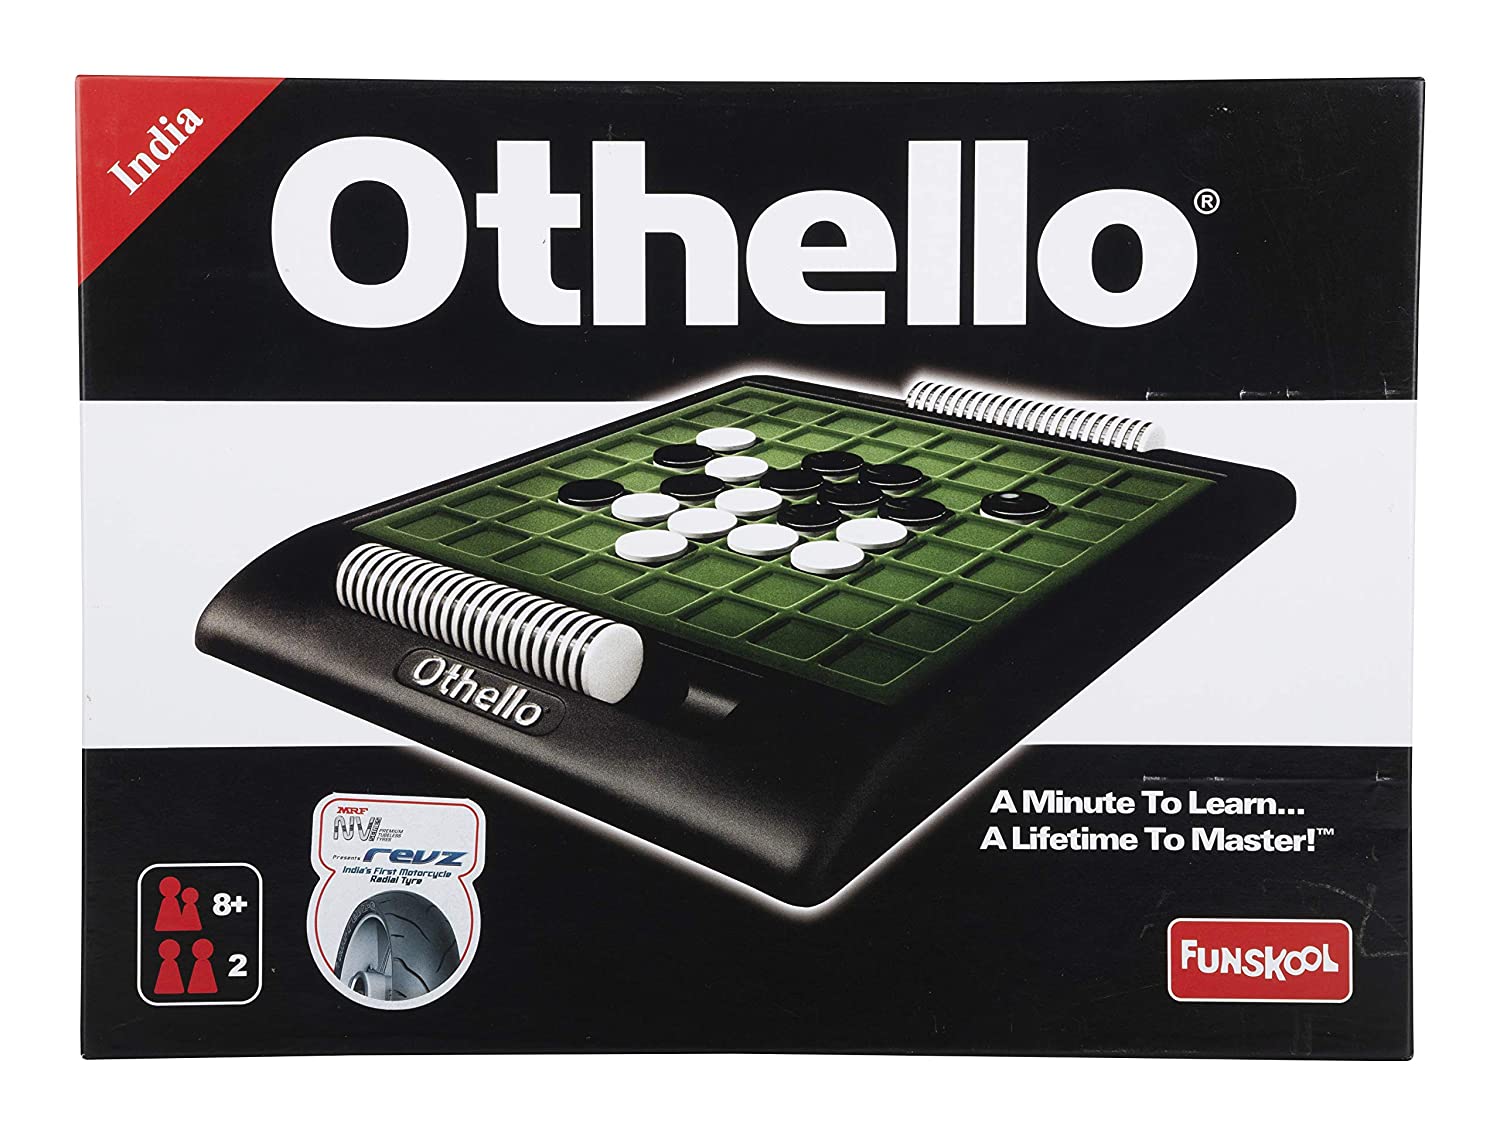 India
Othello®
Othello
A Minute To Learn...
A Lifetime To Master!™
8+
2
MRF
NV
PREMIUM
TUBELESS
TYRES
Presents
revz
India's First Motorcycle
Radial Tyre
FUNSKOOL